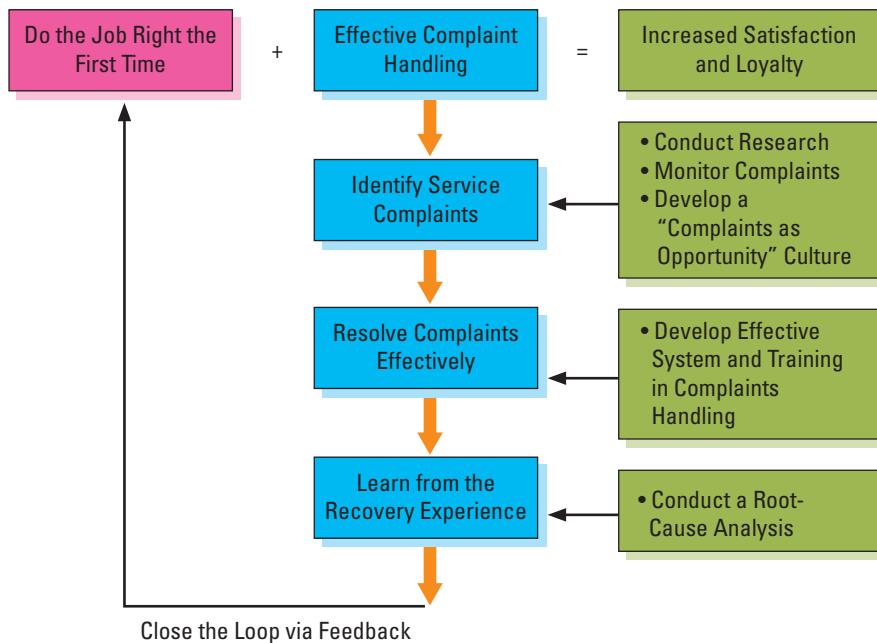 Do the Job Right the
First Time
+
Effective Complaint
Handling
=
Increased Satisfaction
and Loyalty
Identify Service
Complaints
• Conduct Research
• Monitor Complaints
• Develop a
“Complaints as
Opportunity” Culture
Resolve Complaints
Effectively
• Develop Effective
System and Training
in Complaints
Handling
Learn from the
Recovery Experience
• Conduct a Root-
Cause Analysis
Close the Loop via Feedback